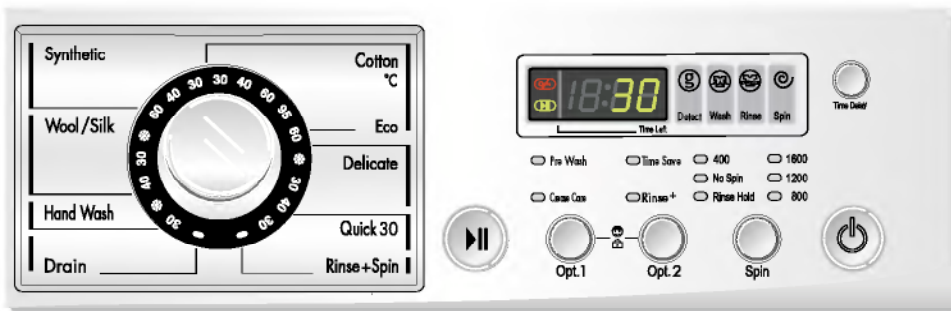 Synthetic
Cotton
°C
Wool/Silk
Eco
Delicate
Hand Wash
Quick 30
Drain
Rinse+Spin
30 40 60 95 60
30 40 30
30 40 30 40 60 40 30
18:30
Detect Wash Rinse Spin
Time Left
Time Delay
Pre Wash
Time Save
400
1600
No Spin
1200
Crease Care
Rinse+
Rinse Hold
800
Opt.1
Opt.2
Spin